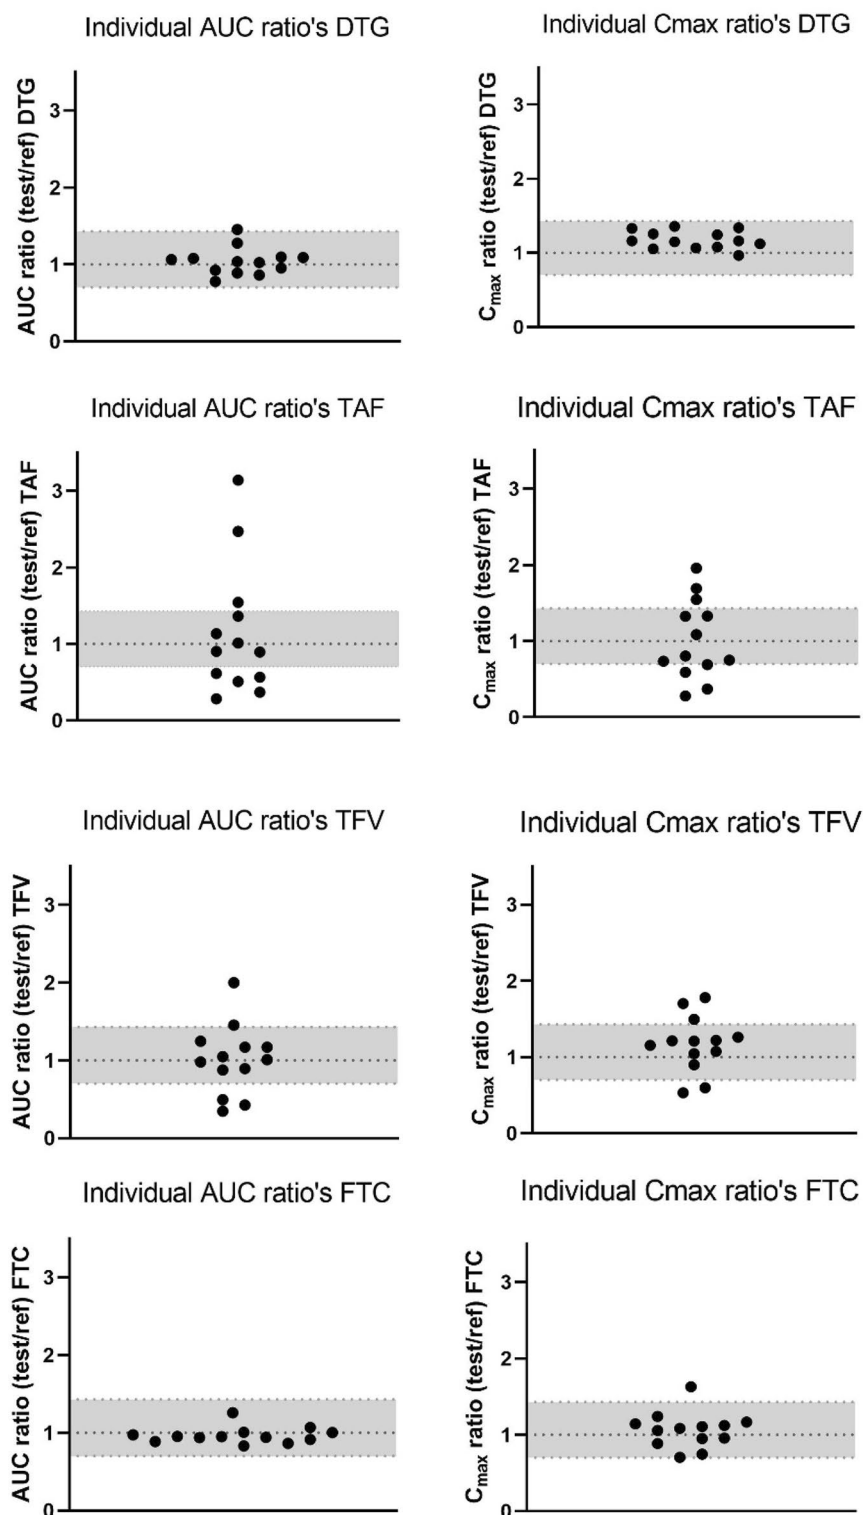 Individual AUC ratio's DTG
AUC ratio (test/ref) DTG
3
2
1
0
Individual Cmax ratio's DTG
Cmax ratio (test/ref) DTG
3
2
1
0
Individual AUC ratio's TAF
AUC ratio (test/ref) TAF
3
2
1
0
Individual Cmax ratio's TAF
Cmax ratio (test/ref) TAF
3
2
1
0
Individual AUC ratio's TFV
AUC ratio (test/ref) TFV
3
2
1
0
Individual Cmax ratio's TFV
Cmax ratio (test/ref) TFV
3
2
1
0
Individual AUC ratio's FTC
AUC ratio (test/ref) FTC
3
2
1
0
Individual Cmax ratio's FTC
Cmax ratio (test/ref) FTC
3
2
1
0